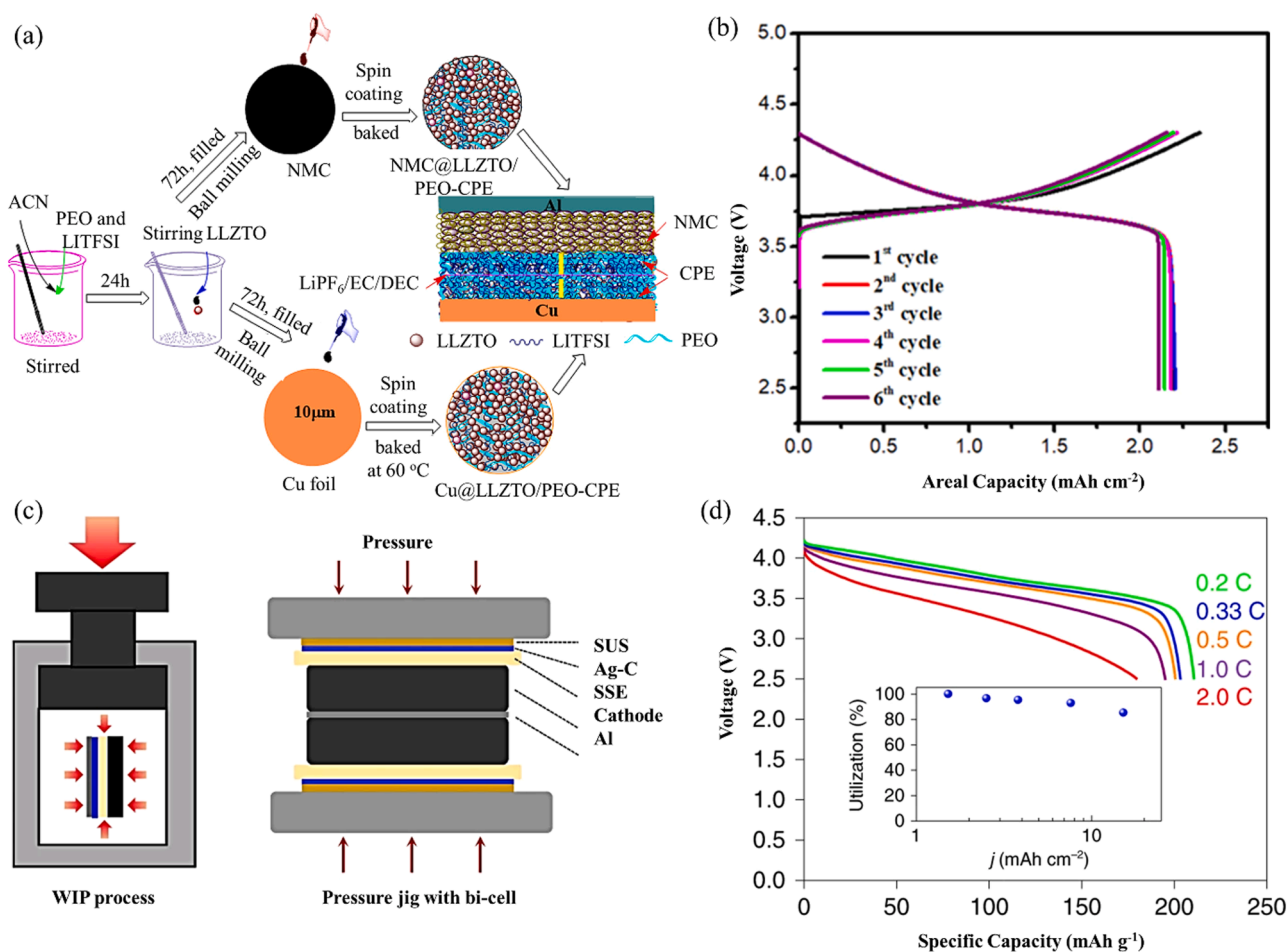 (a)
ACN
PEO and
LITFSI
24h
Stirred
Stirring LLZTO
72h, filled
Ball milling
NMC
Spin
coating
baked
NMC@LLZTO/
PEO-CPE
Al
NMC
CPE
LiPF6/EC/DEC
Cu
LLZTO
LITFSI
PEO
72h, filled
Ball
milling
10μm
Cu foil
Spin
coating
baked
at 60 °C
Cu@LLZTO/PEO-CPE
(b)
5.0
4.5
4.0
3.5
3.0
2.5
Voltage (V)
1st cycle
2nd cycle
3rd cycle
4th cycle
5th cycle
6th cycle
0.0 0.5 1.0 1.5 2.0 2.5
Areal Capacity (mAh cm-2)
(c)
WIP process
Pressure
SUS
Ag-C
SSE
Cathode
Al
Pressure jig with bi-cell
(d)
4.5
4.0
3.5
3.0
2.5
2.0
1.5
1.0
0.5
0.0
Voltage (V)
0.2 C
0.33 C
0.5 C
1.0 C
2.0 C
Utilization (%)
100
80
60
40
20
0
1 10
j (mAh cm–2)
0 50 100 150 200 250
Specific Capacity (mAh g-1)